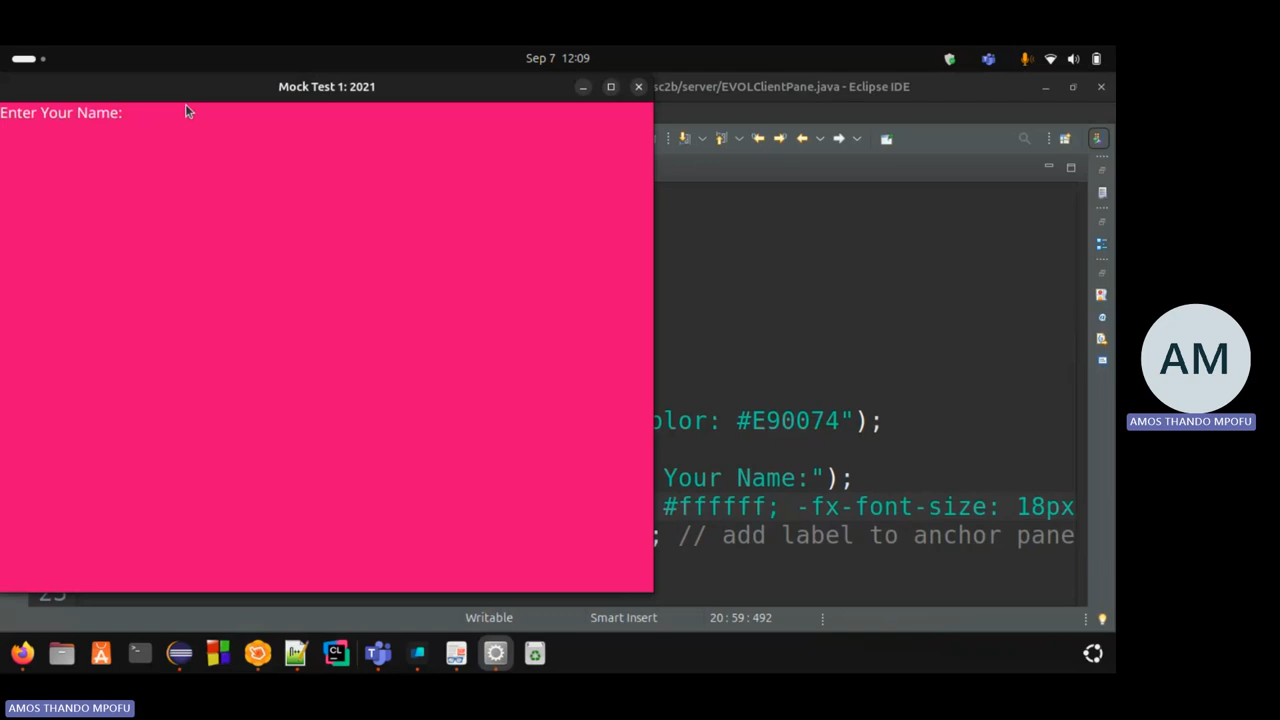 Sep 7 12:09
Mock Test 1: 2021
sc2b/server/EVOLClientPane.java - Eclipse IDE
Enter Your Name:
olor: #E90074");
Your Name:");
#ffffff; -fx-font-size: 18px
; // add label to anchor pane
Writable
Smart Insert
20 : 59 : 492
CL
AM
AMOS THANDO MPOFU
AMOS THANDO MPOFU